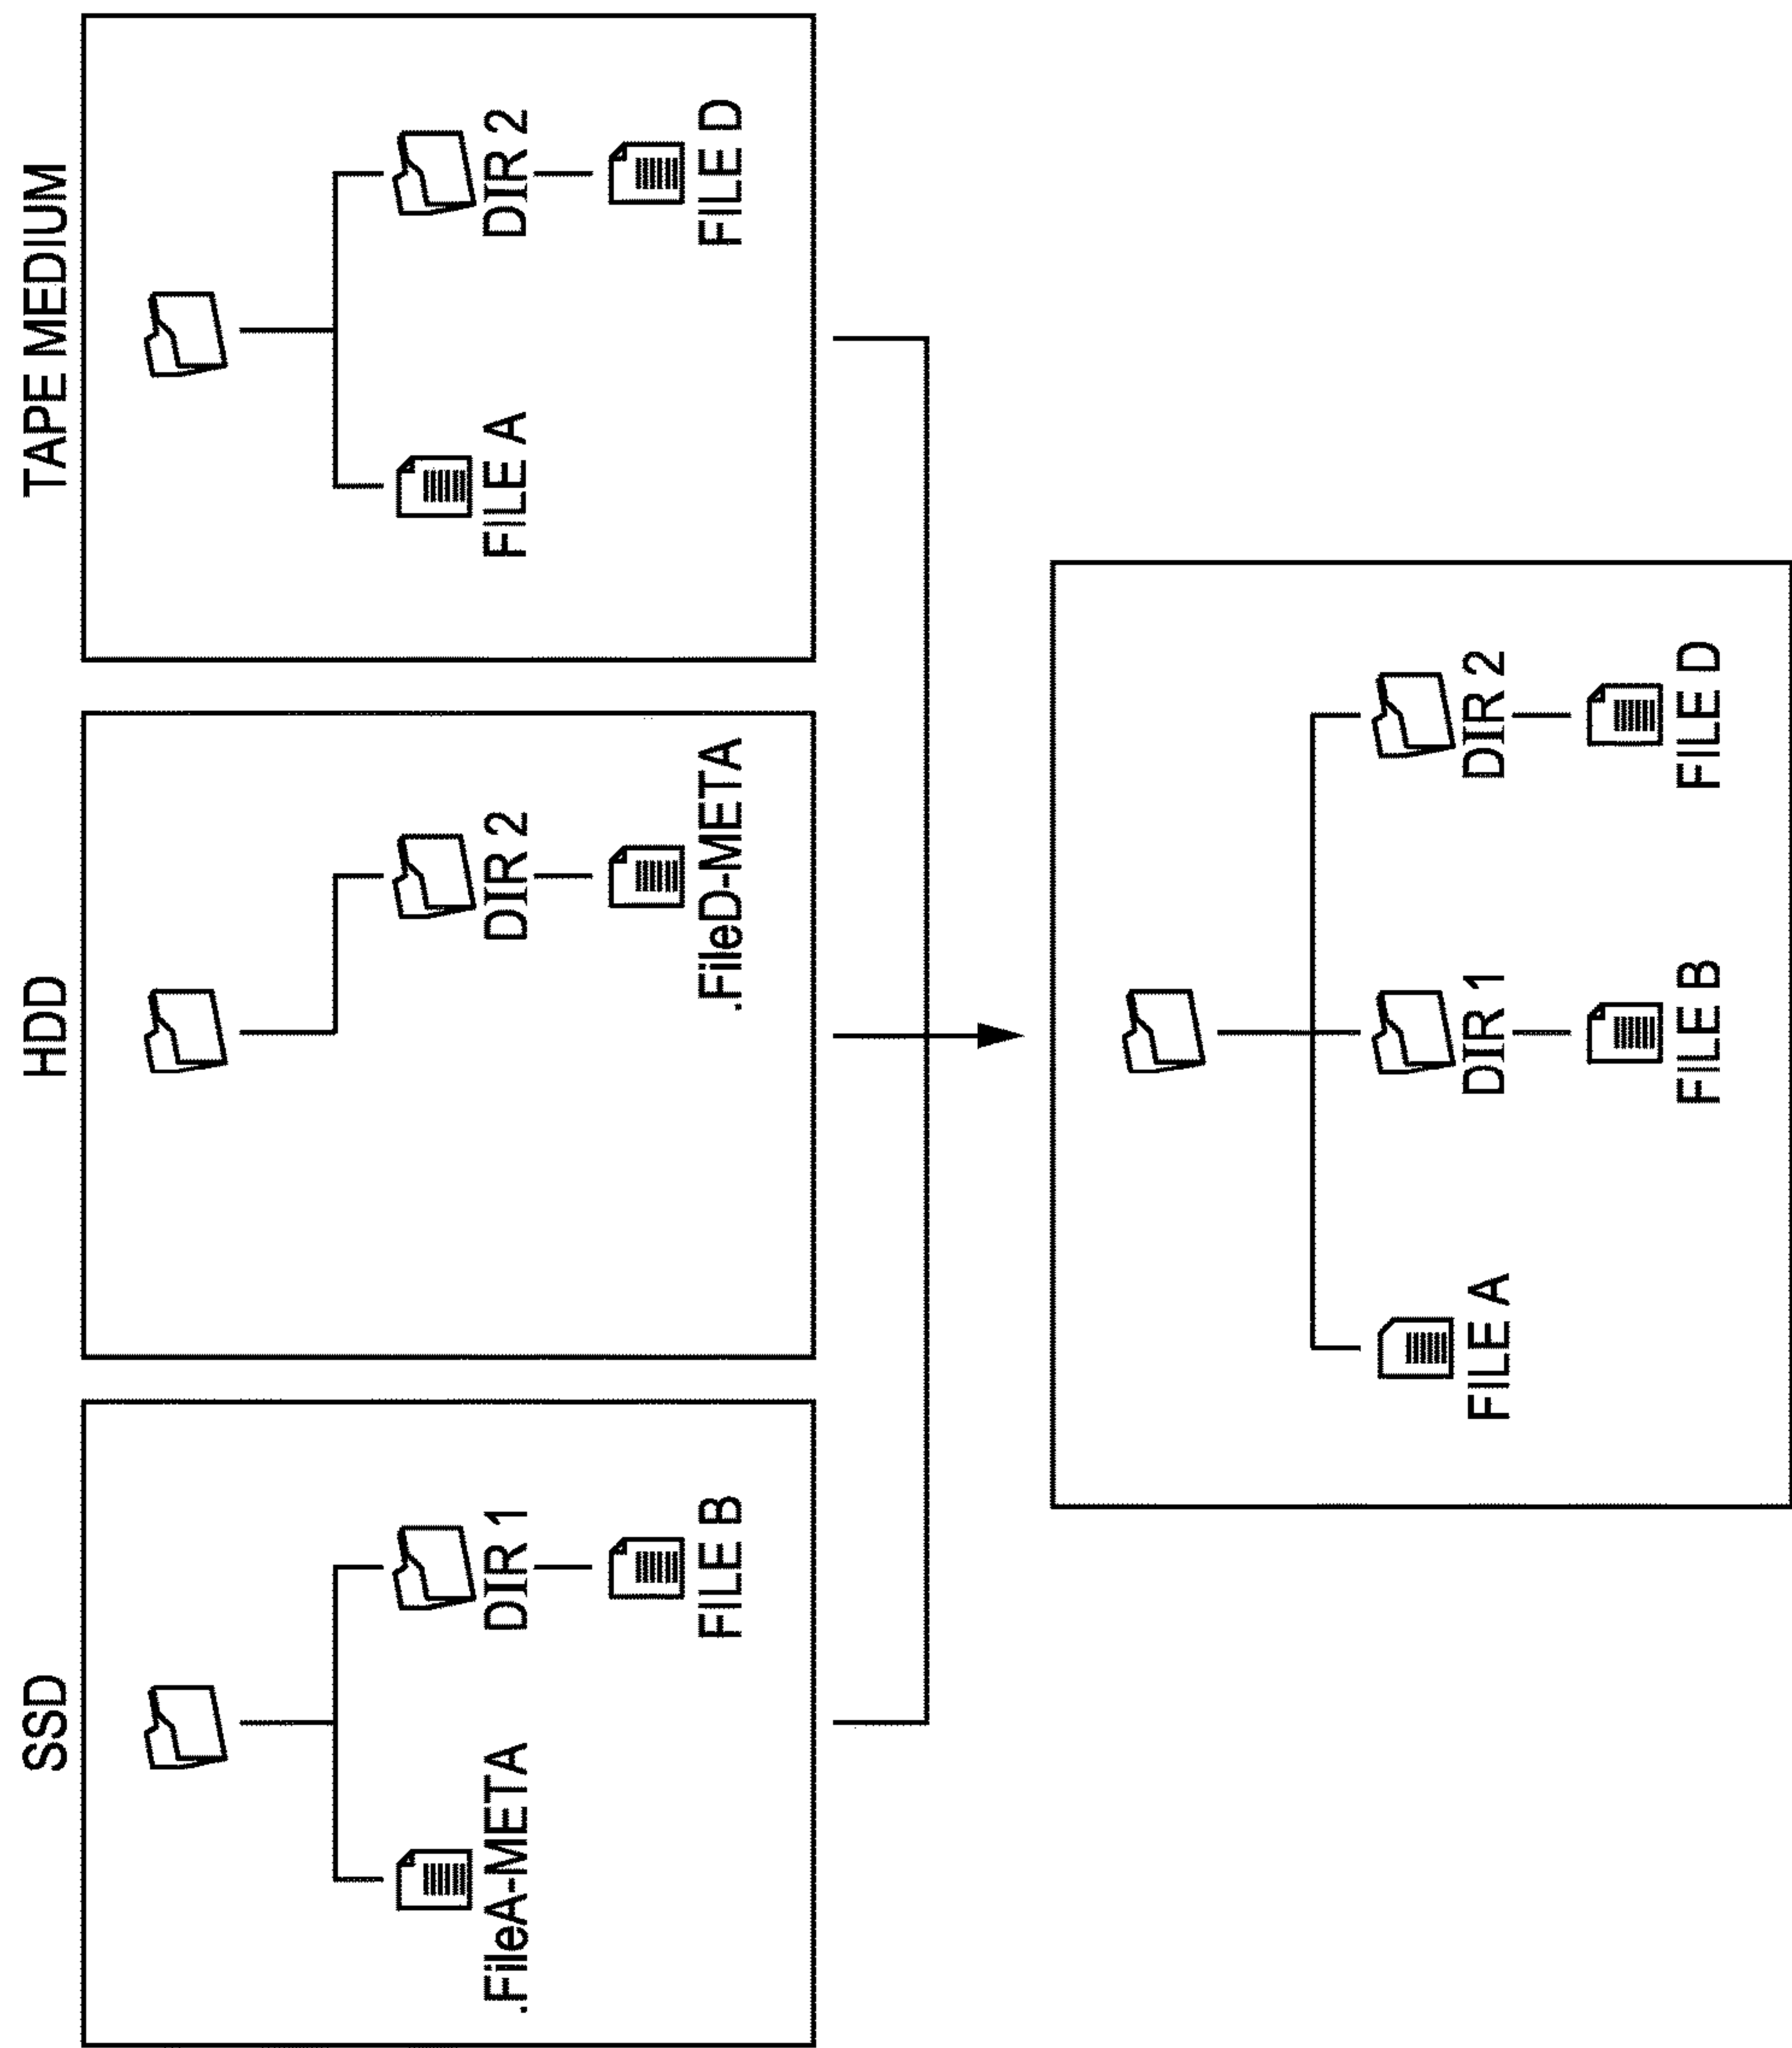 SSD
HDD
TAPE MEDIUM
.FileA-META
DIR 1
FILE B
DIR 2
.FileD-META
FILE A
DIR 2
FILE D
FILE A
DIR 1
DIR 2
FILE B
FILE D